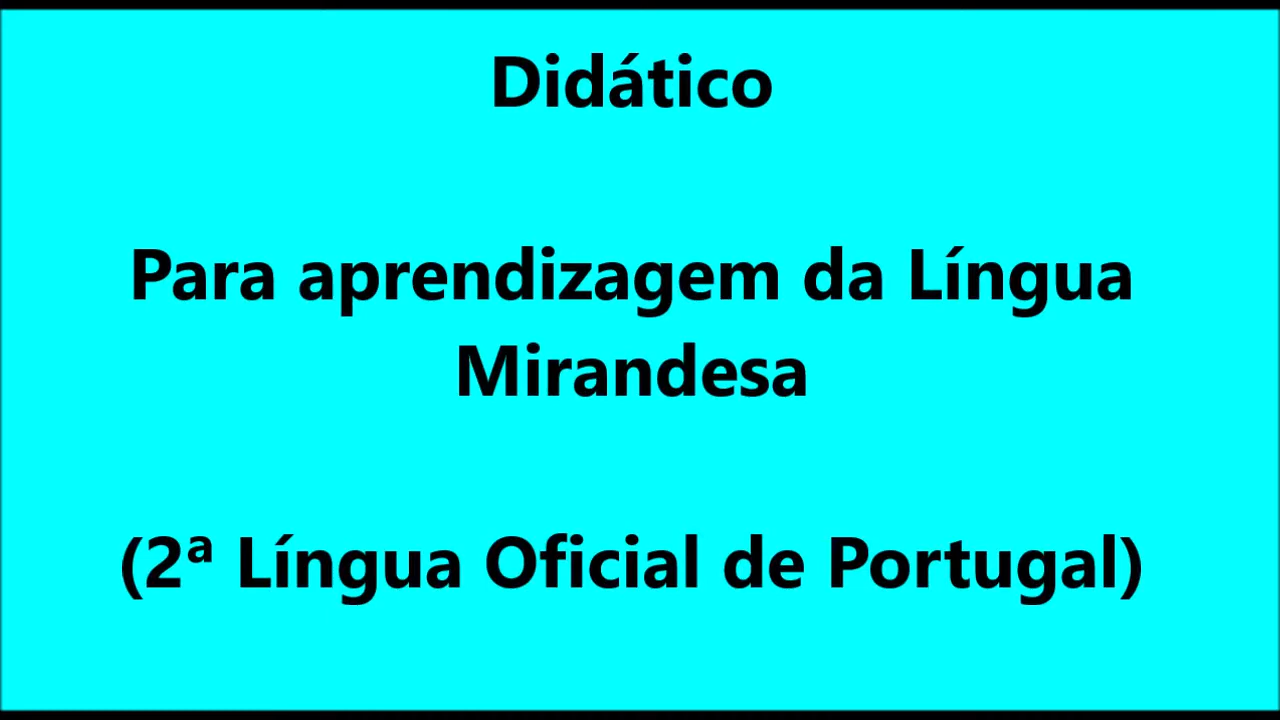 Didático
Para aprendizagem da Língua
Mirandesa
(2ª Língua Oficial de Portugal)